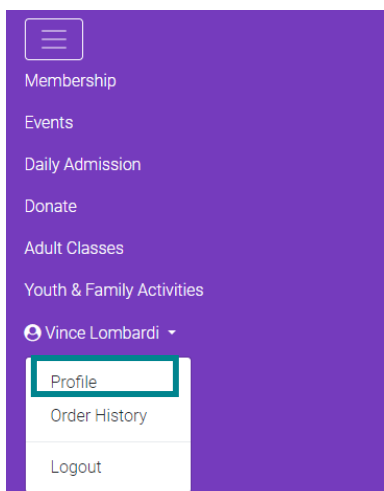 Membership
Events
Daily Admission
Donate
Adult Classes
Youth & Family Activities
Vince Lombardi
Profile
Order History
Logout